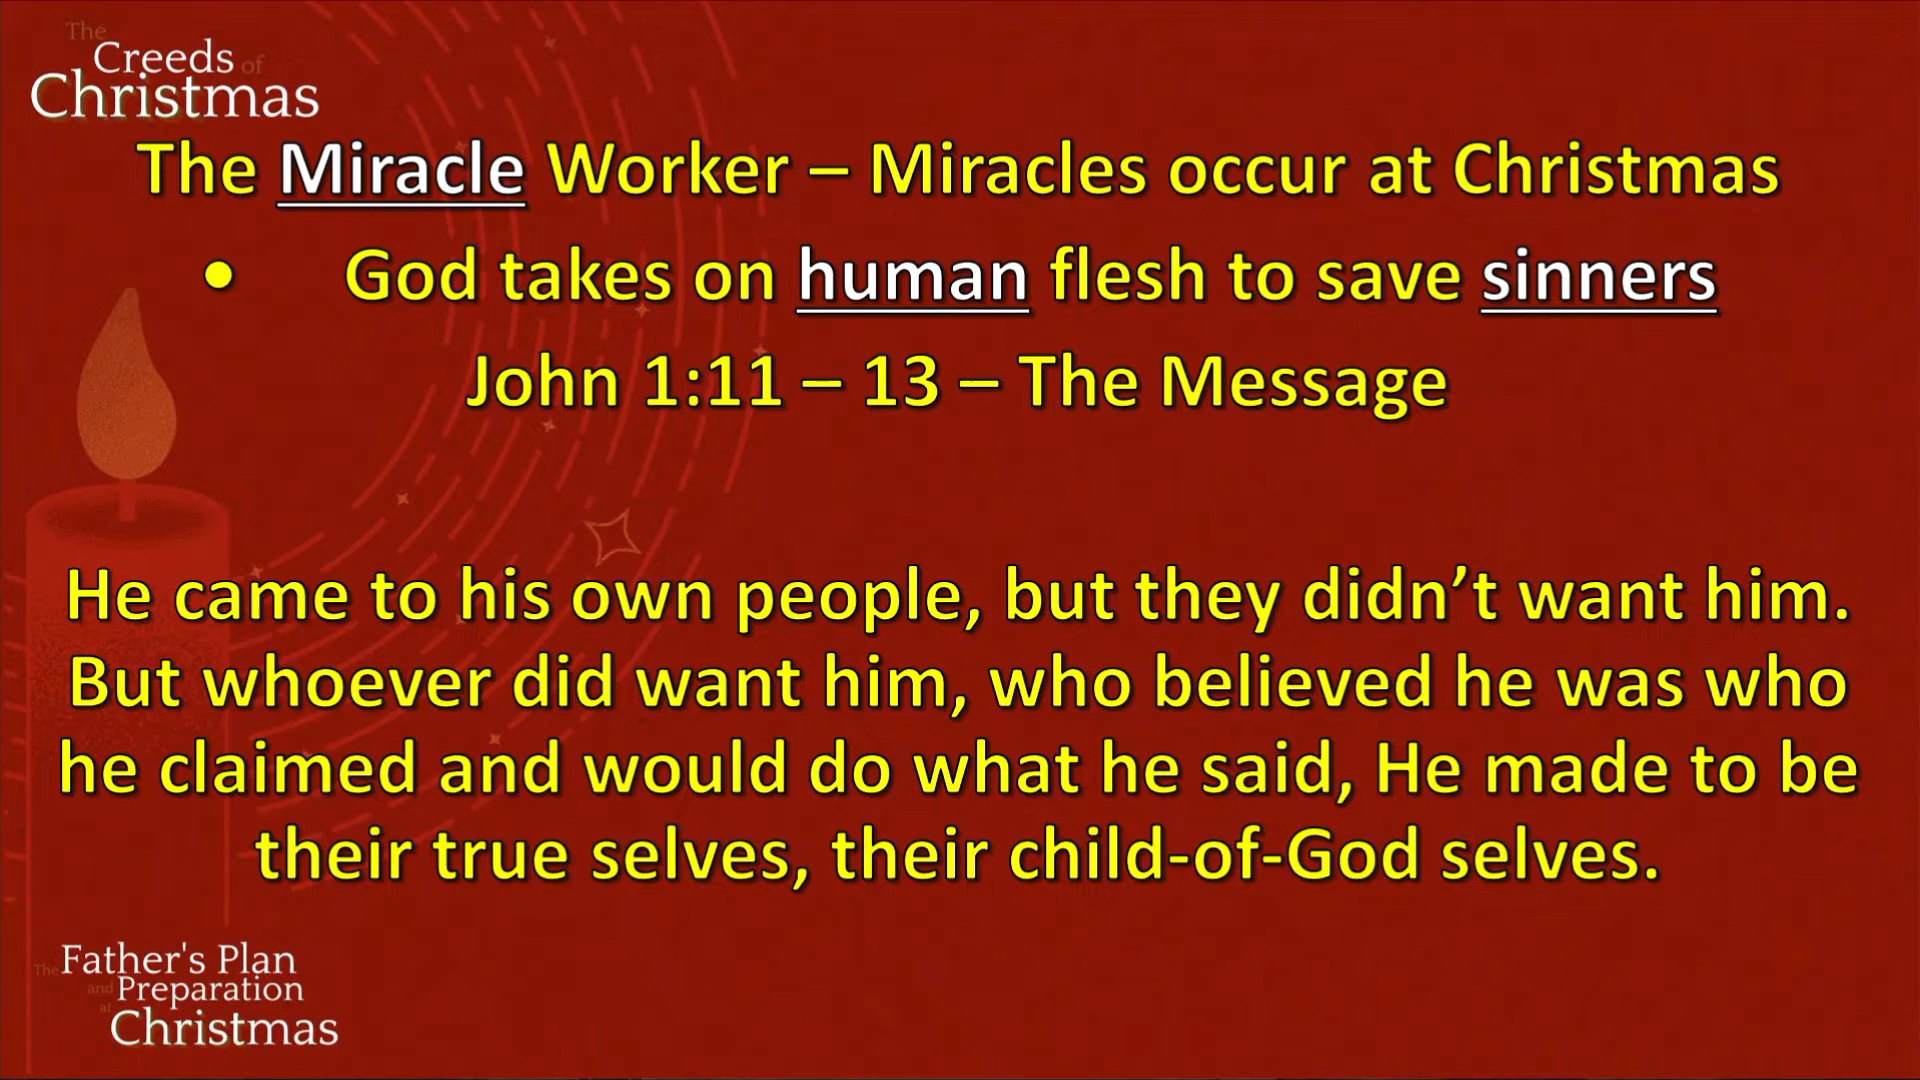 The
Creeds of
Christmas
The Miracle Worker – Miracles occur at Christmas
• God takes on human flesh to save sinners
John 1:11 – 13 – The Message
He came to his own people, but they didn’t want him.
But whoever did want him, who believed he was who
he claimed and would do what he said, He made to be
their true selves, their child-of-God selves.
The Father's Plan
and Preparation
at Christmas